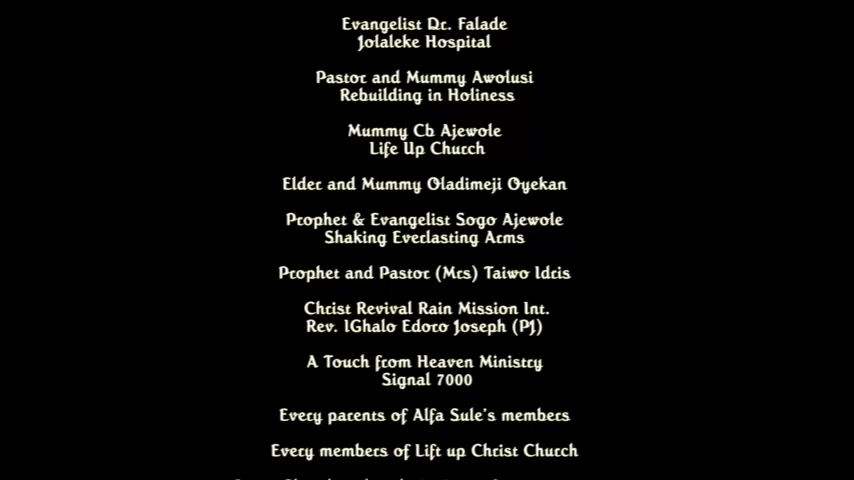 Evangelist Dr. Falade
Jolaleke Hospital
Pastor and Mummy Awolusi
Rebuilding in Holiness
Mummy Cb Ajewole
Life Up Church
Elder and Mummy Oladimeji Oyekan
Prophet & Evangelist Sogo Ajewole
Shaking Everlasting Arms
Prophet and Pastor (Mrs) Taiwo Idris
Christ Revival Rain Mission Int.
Rev. IGhalo Edoro Joseph (PJ)
A Touch from Heaven Ministry
Signal 7000
Every parents of Alfa Sule's members
Every members of Lift up Christ Church